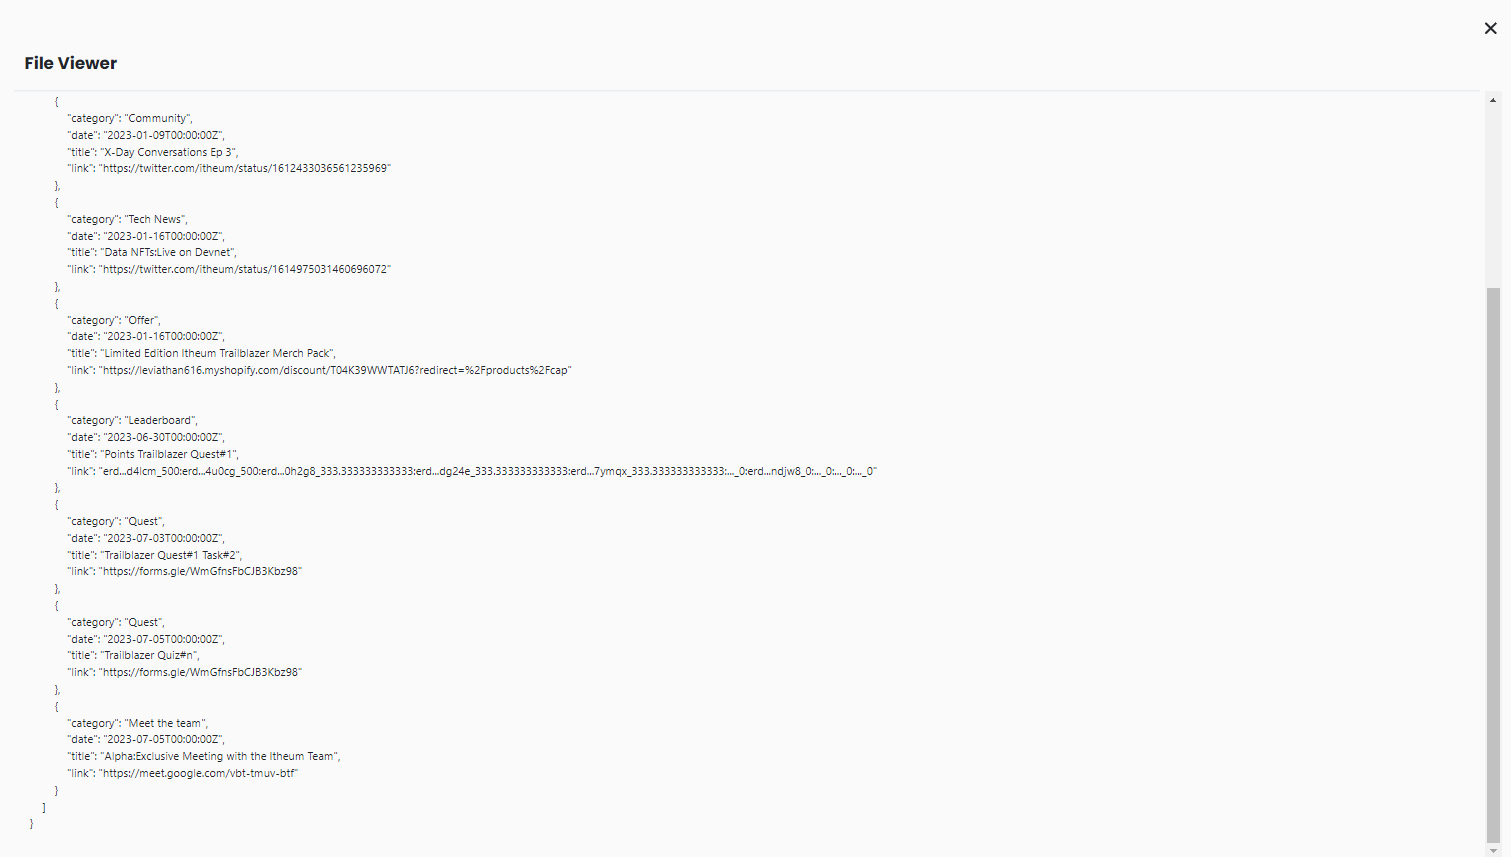 File Viewer
{
"category": "Community",
"date": "2023-01-09T00:00:00Z",
"title": "X-Day Conversations Ep 3",
"link": "https://twitter.com/itheum/status/1612433036561235969"
},
{
"category": "Tech News",
"date": "2023-01-16T00:00:00Z",
"title": "Data NFTs:Live on Devnet",
"link": "https://twitter.com/itheum/status/1614975031460696072"
},
{
"category": "Offer",
"date": "2023-01-16T00:00:00Z",
"title": "Limited Edition Itheum Trailblazer Merch Pack",
"link": "https://leviathan616.myshopify.com/discount/T04K39WWTATJ6?redirect=%2Fproducts%2Fcap"
},
{
"category": "Leaderboard",
"date": "2023-06-30T00:00:00Z",
"title": "Points Trailblazer Quest#1",
"link": "erd...d4lcm_500:erd...4u0cg_500:erd...0h2g8_333.333333333333:erd...dg24e_333.333333333333:erd...7ymqx_333.333333333333:..._0:erd...ndjw8_0:..._0:..._0:..._0"
},
{
"category": "Quest",
"date": "2023-07-03T00:00:00Z",
"title": "Trailblazer Quest#1 Task#2",
"link": "https://forms.gle/WmGfnsFbCJB3Kbz98"
},
{
"category": "Quest",
"date": "2023-07-05T00:00:00Z",
"title": "Trailblazer Quiz#n",
"link": "https://forms.gle/WmGfnsFbCJB3Kbz98"
},
{
"category": "Meet the team",
"date": "2023-07-05T00:00:00Z",
"title": "Alpha:Exclusive Meeting with the Itheum Team",
"link": "https://meet.google.com/vbt-tmuv-btf"
}
]
}